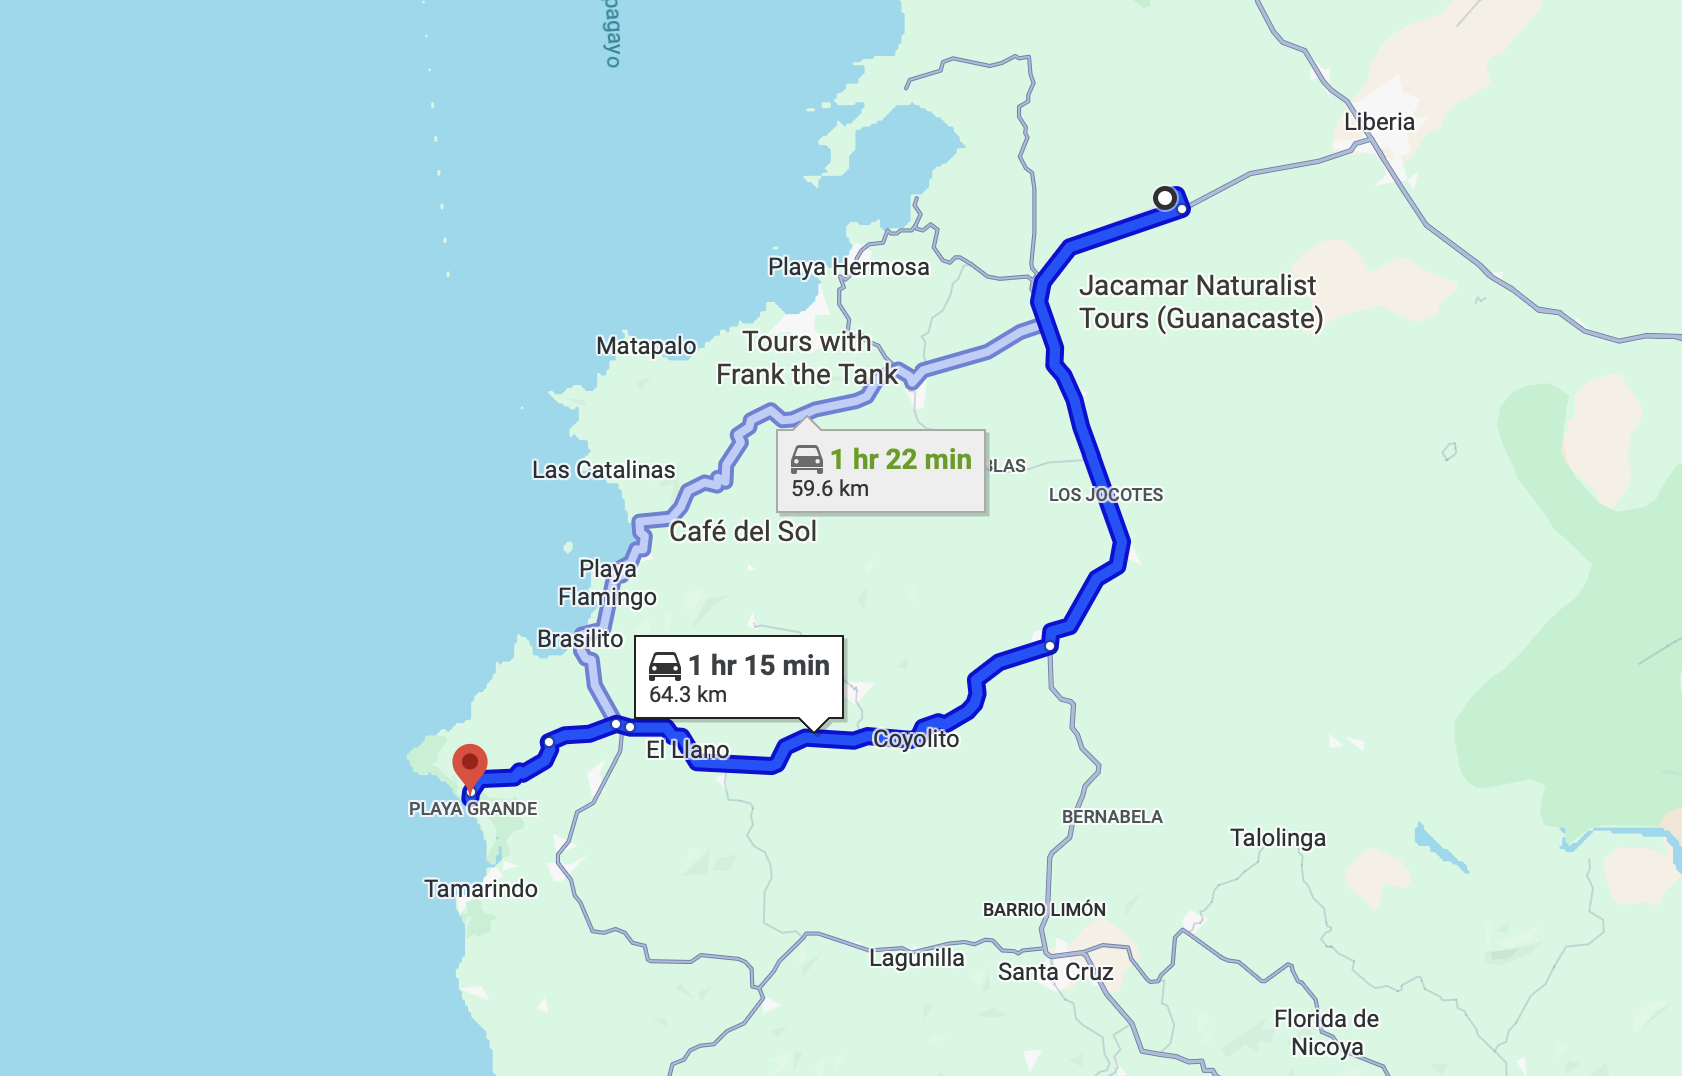 pagayo
Liberia
Playa Hermosa
Jacamar Naturalist
Tours (Guanacaste)
Matapalo
Tours with
Frank the Tank
1 hr 22 min
59.6 km
Las Catalinas
BLAS
LOS JOCOTES
Café del Sol
Playa
Flamingo
Brasilito
1 hr 15 min
64.3 km
El Llano
Coyolito
PLAYA GRANDE
BERNABELA
Talolinga
Tamarindo
BARRIO LIMÓN
Lagunilla
Santa Cruz
Florida de
Nicoya